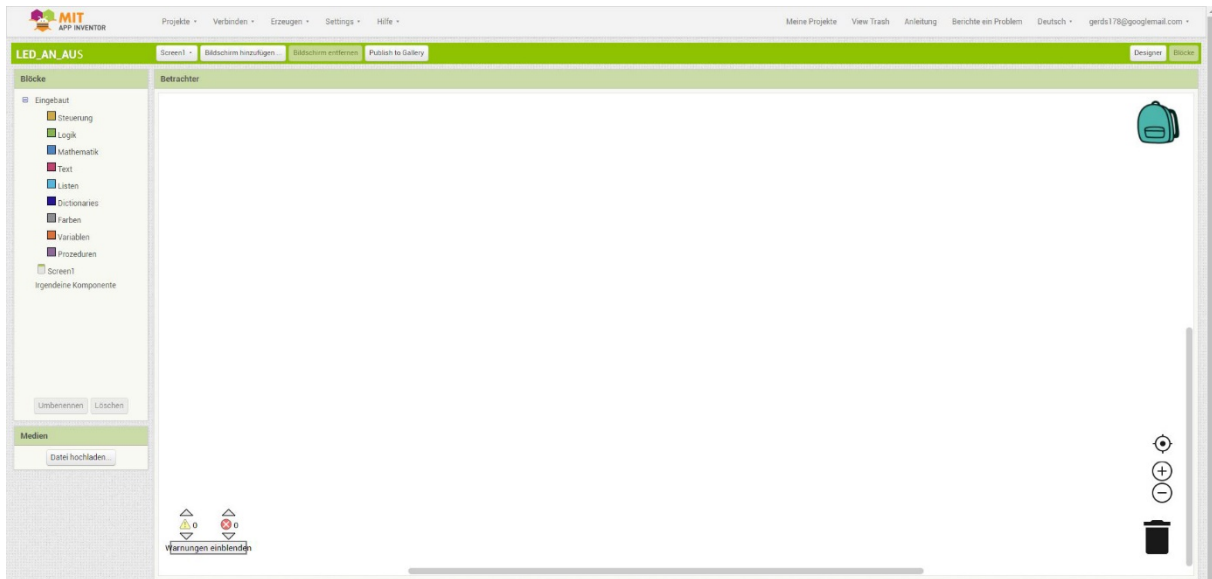 MIT
APP INVENTOR
Projekte Verbinden Erzeugen Settings Hilfe
Meine Projekte View Trash Anleitung Berichte ein Problem Deutsch gerds178@googlemail.com
LED_AN_AUS
Screen1 Bildschirm hinzufügen... Bildschirm entfernen Publish to Gallery
Designer Blöcke
Blöcke
Betrachter
Eingebaut
Steuerung
Logik
Mathematik
Text
Listen
Dictionaries
Farben
Variablen
Prozeduren
Screen1
Irgendeine Komponente
Umbenennen Löschen
Medien
Datei hochladen...
0 0
Warnungen einblenden